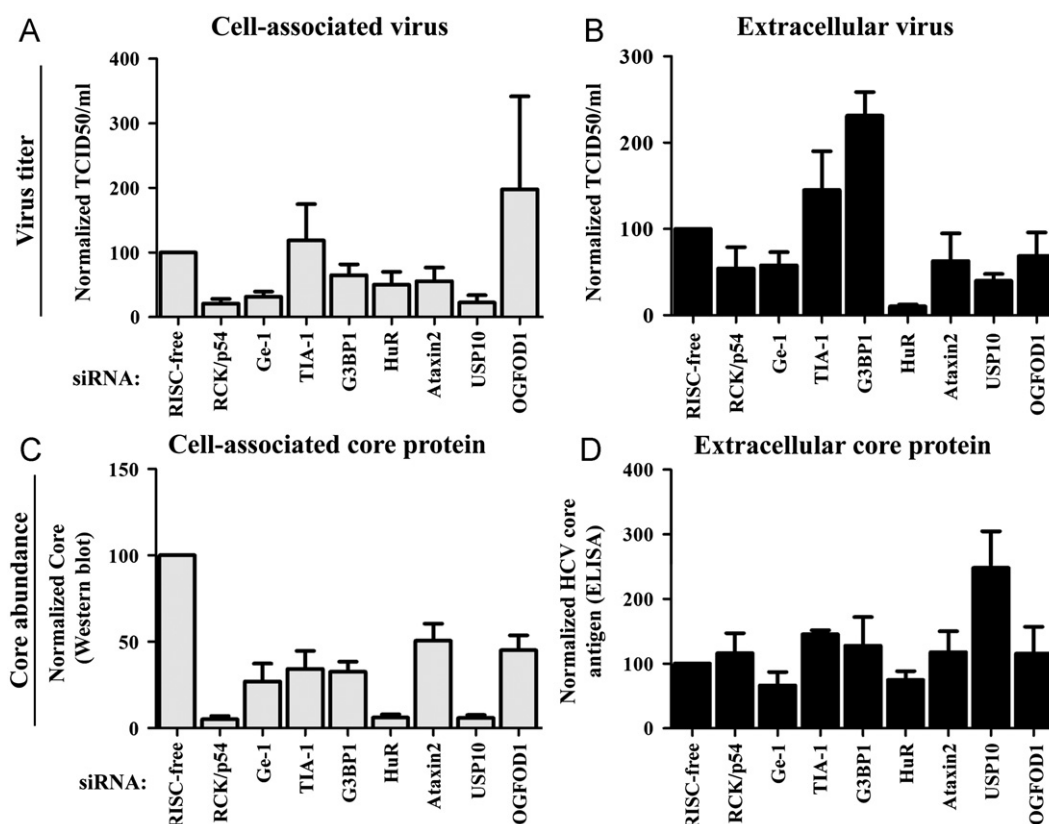 A
Cell-associated virus
Virus titer
Normalized TCID50/ml
400
300
200
100
0
siRNA:
RISC-free
RCK/p54
Ge-1
TIA-1
G3BP1
HuR
Ataxin2
USP10
OGFOD1
B
Extracellular virus
Normalized TCID50/ml
300
200
100
0
RISC-free
RCK/p54
Ge-1
TIA-1
G3BP1
HuR
Ataxin2
USP10
OGFOD1
C
Cell-associated core protein
Core abundance
Normalized Core
(Western blot)
150
100
50
0
siRNA:
RISC-free
RCK/p54
Ge-1
TIA-1
G3BP1
HuR
Ataxin2
USP10
OGFOD1
D
Extracellular core protein
Normalized HCV core
antigen (ELISA)
400
300
200
100
0
RISC-free
RCK/p54
Ge-1
TIA-1
G3BP1
HuR
Ataxin2
USP10
OGFOD1